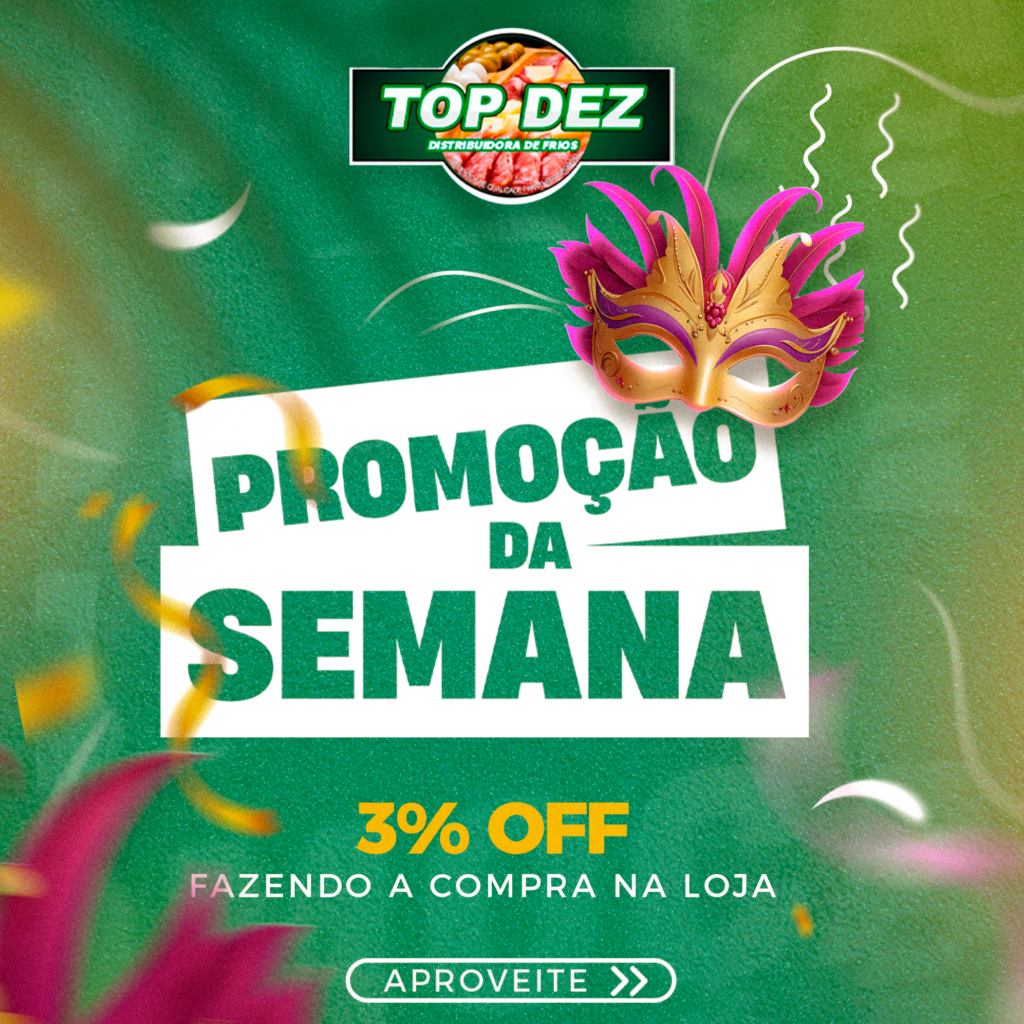 TOP DEZ
DISTRIBUIDORA DE FRIOS
PROMOÇÃO
DA
SEMANA
3% OFF
FAZENDO A COMPRA NA LOJA
APROVEITE